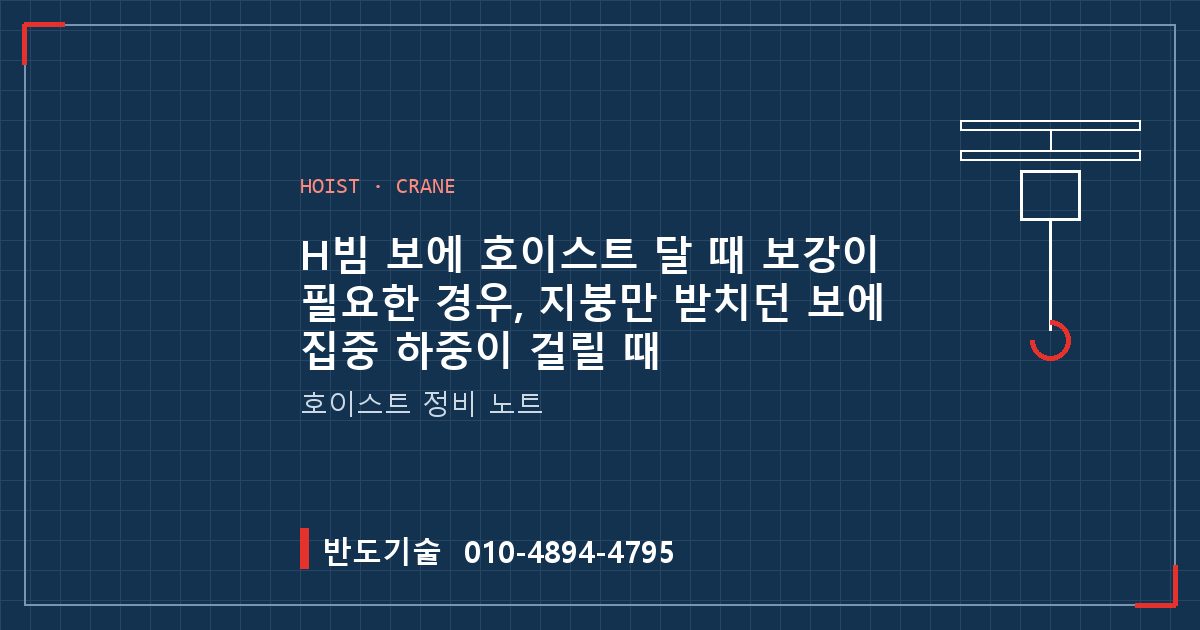 HOIST · CRANE
H빔 보에 호이스트 달 때 보강이
필요한 경우, 지붕만 받치던 보에
집중 하중이 걸릴 때
호이스트 정비 노트
반도기술 010-4894-4795